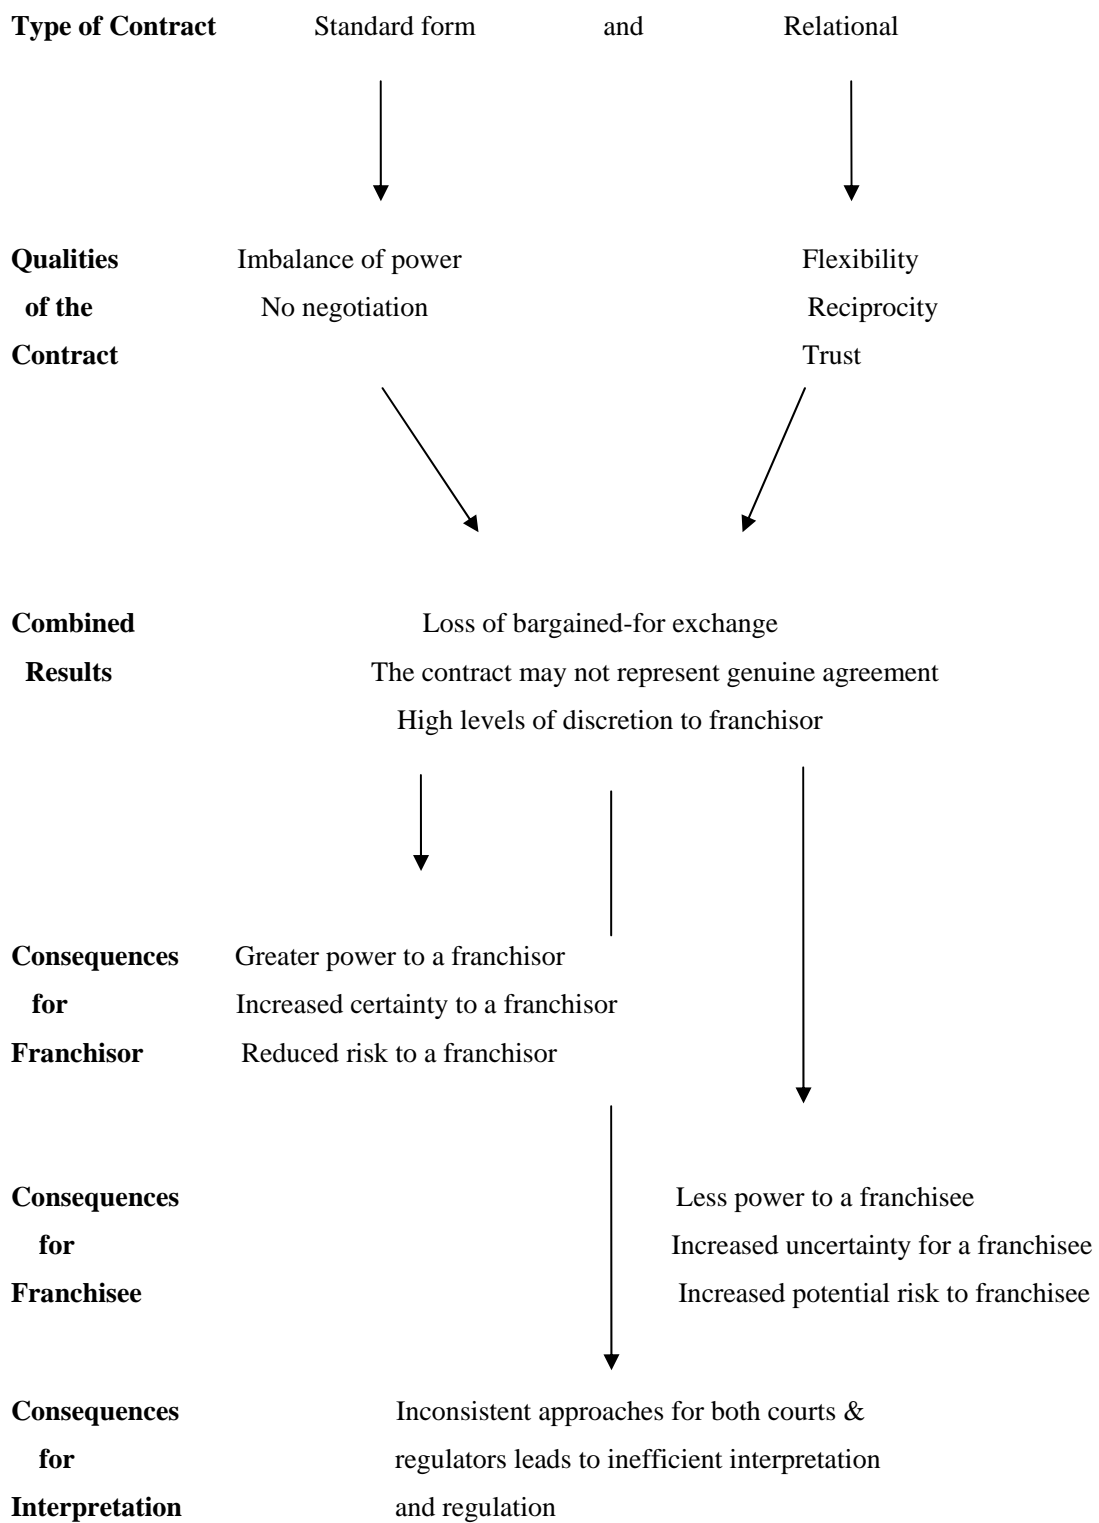 Type of Contract Standard form and Relational
Qualities Imbalance of power Flexibility
of the No negotiation Reciprocity
Contract Trust
Combined Loss of bargained-for exchange
Results The contract may not represent genuine agreement
High levels of discretion to franchisor
Consequences Greater power to a franchisor
for Increased certainty to a franchisor
Franchisor Reduced risk to a franchisor
Consequences Less power to a franchisee
for Increased uncertainty for a franchisee
Franchisee Increased potential risk to franchisee
Consequences Inconsistent approaches for both courts &
for regulators leads to inefficient interpretation
Interpretation and regulation